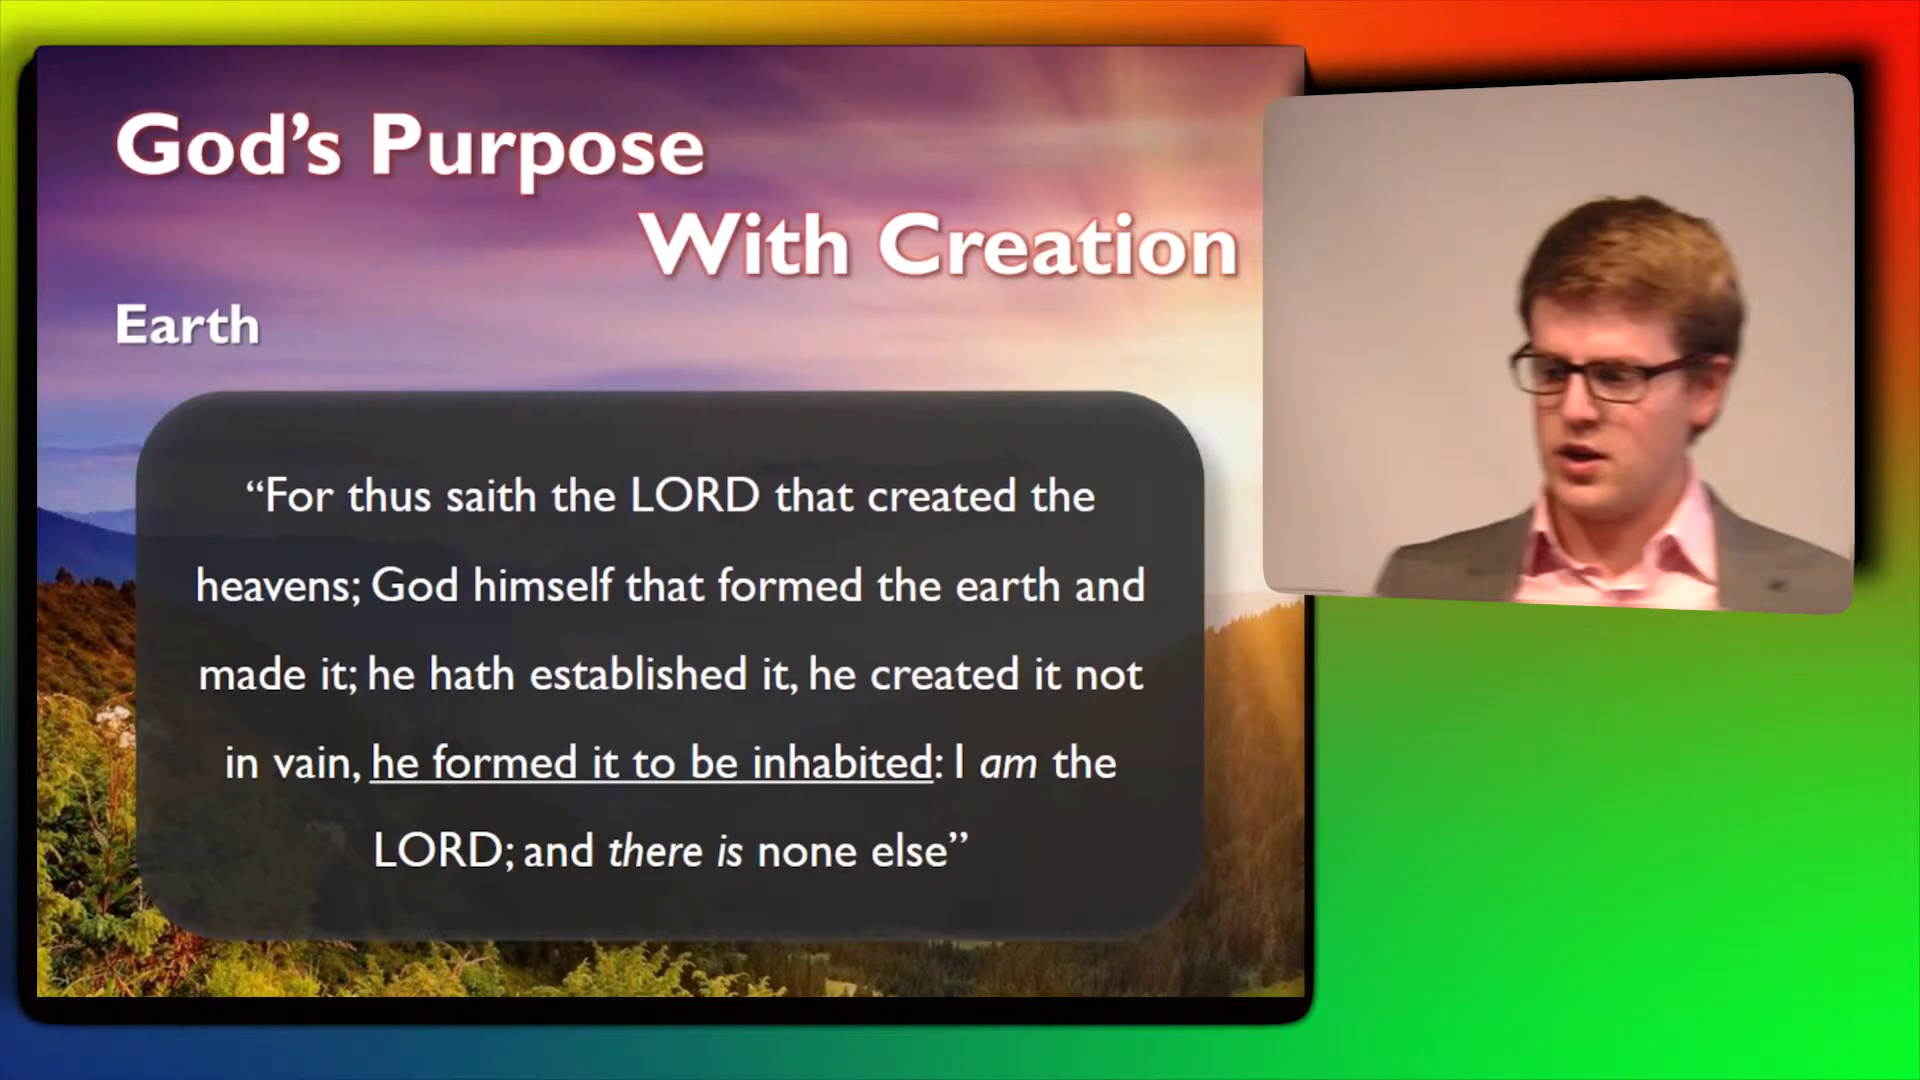 God’s Purpose
With Creation
Earth
“For thus saith the LORD that created the
heavens; God himself that formed the earth and
made it; he hath established it, he created it not
in vain, he formed it to be inhabited: I am the
LORD; and there is none else”